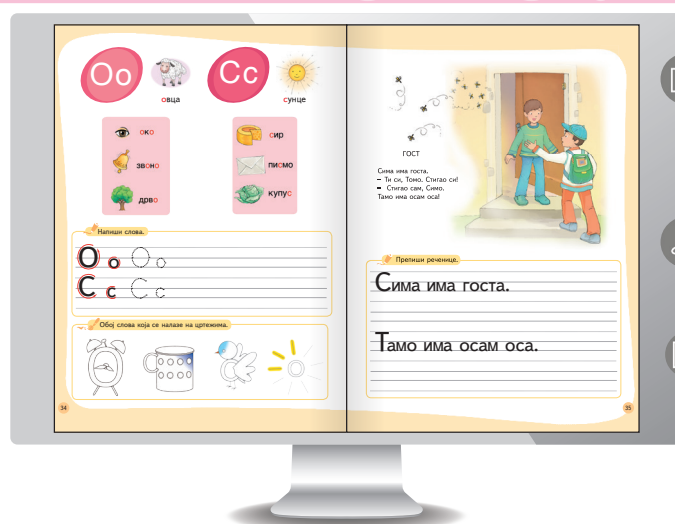 Оо
овца
Сс
сунце
око
звоно
дрво
сир
писмо
купус
Напиши слова.
О о О о
С с С с
Обој слова која се налазе на цртежима.
34
ГОСТ
Сима има госта.
– Ти си, Томо. Стигао си!
– Стигао сам, Симо.
Тамо има осам оса!
Препиши реченице.
Сима има госта.
Тамо има осам оса.
35